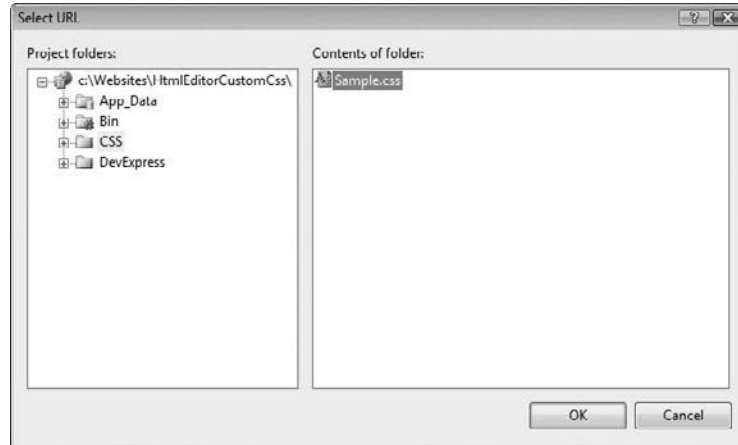 Select URL
Project folders:
c:\Websites\HtmlEditorCustomCss\
App_Data
Bin
CSS
DevExpress
Contents of folder:
Sample.css
OK
Cancel